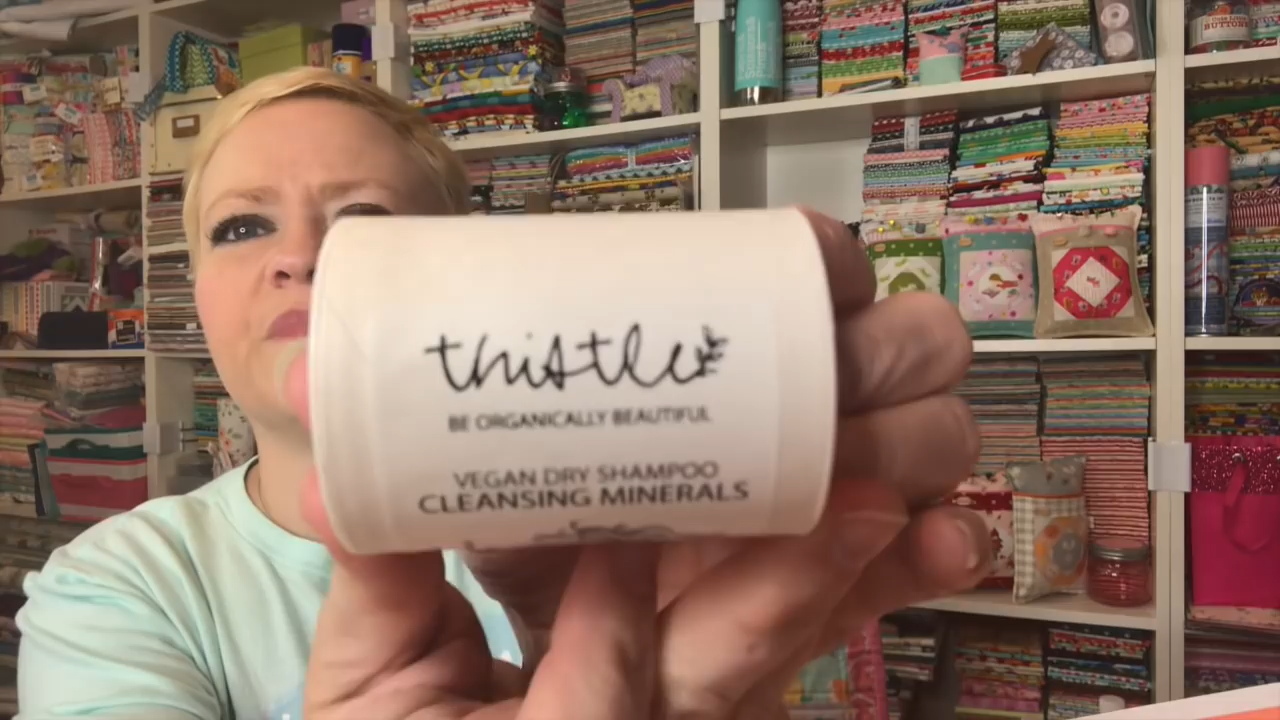 thistle
BE ORGANICALLY BEAUTIFUL
VEGAN DRY SHAMPOO
CLEANSING MINERALS